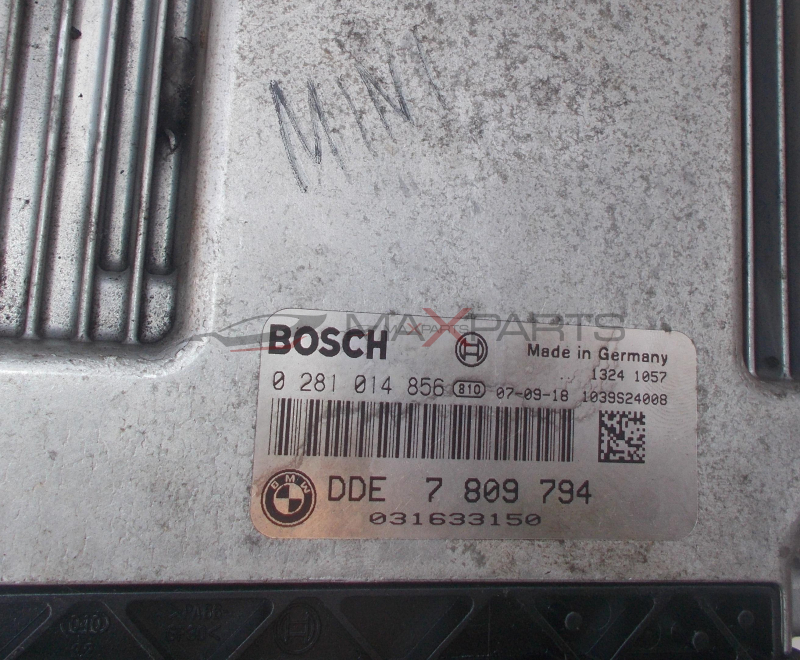 MINI
MAXPARTS
BOSCH
Made in Germany
1324 1057
0 281 014 856 810 07-09-18 1039S24008
BMW
DDE 7 809 794
031633150